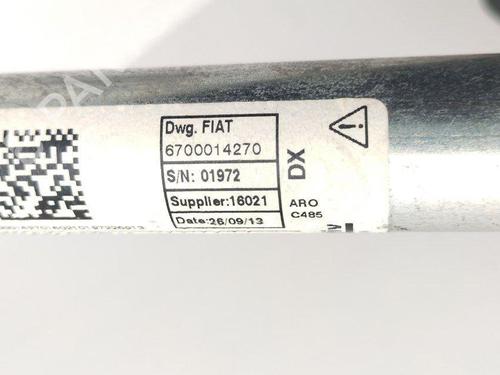 Dwg. FIAT
6700014270
S/N: 01972
Supplier:16021
Date:26/09/13
DX
ARO
C485